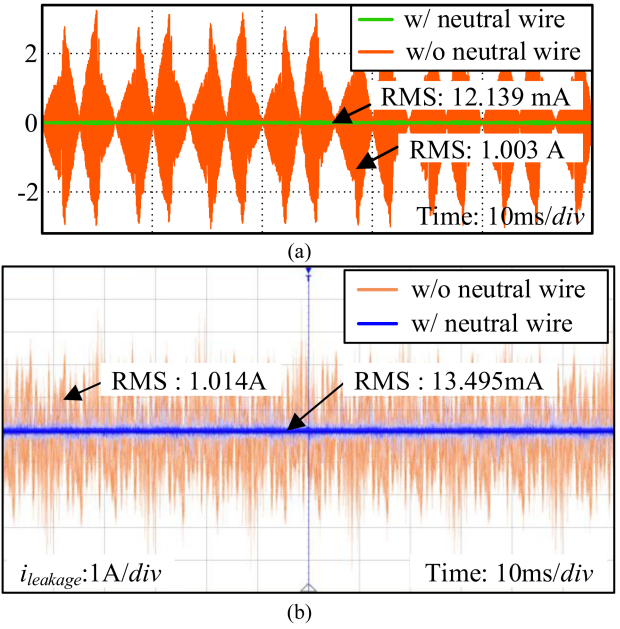 w/ neutral wire
w/o neutral wire
2
0
-2
RMS: 12.139 mA
RMS: 1.003 A
Time: 10ms/div
(a)
w/o neutral wire
w/ neutral wire
T
RMS : 1.014A
RMS : 13.495mA
ileakage:1A/div
Time: 10ms/div
(b)